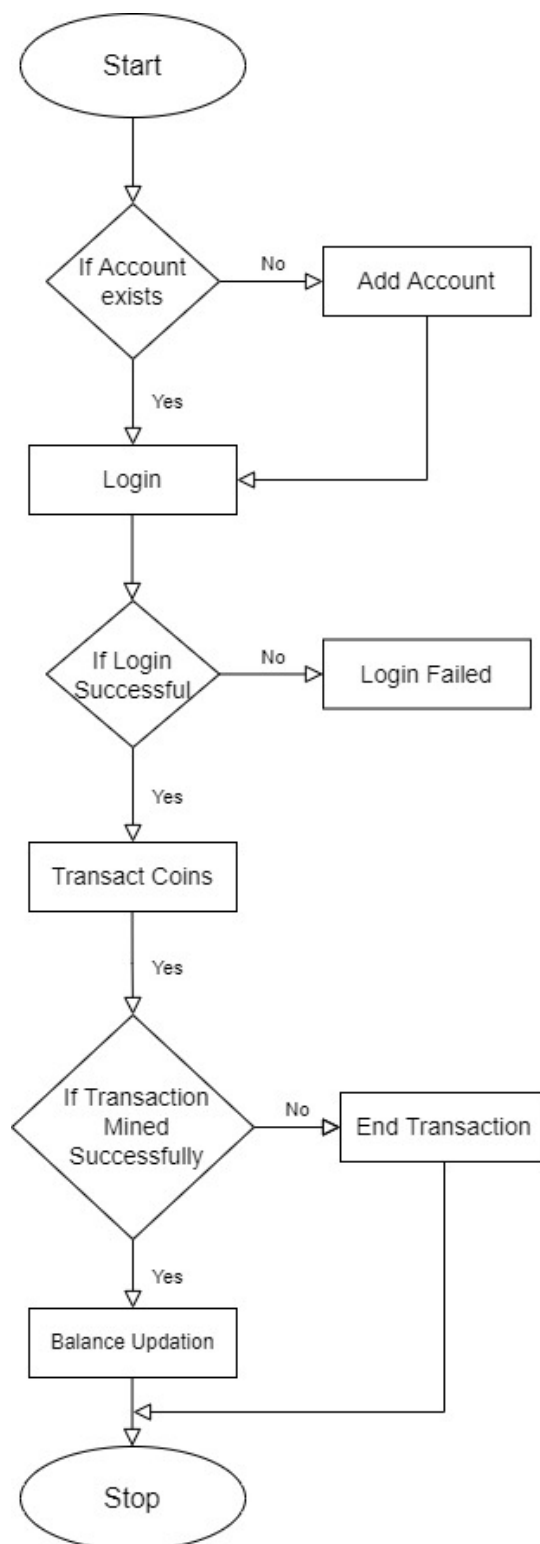 Start
If Account
exists
No
Add Account
Yes
Login
If Login
Successful
No
Login Failed
Yes
Transact Coins
Yes
If Transaction
Mined
Successfully
No
End Transaction
Yes
Balance Updation
Stop